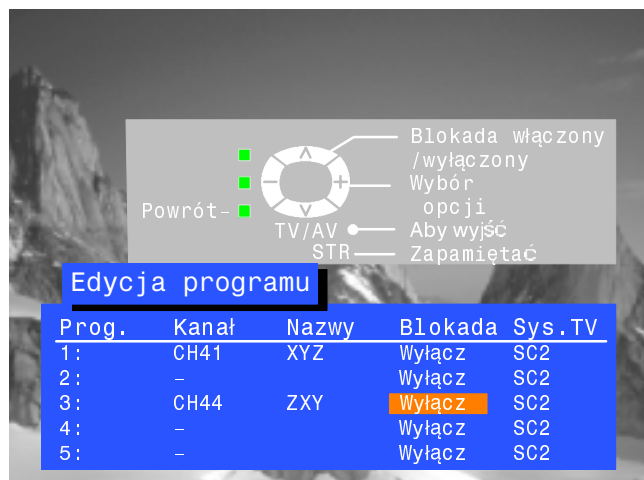 Blokada włączony
/wyłączony
Wybór
opcji
Powrót-
TV/AV Aby wyjść
STR Zapamiętać
Edycja programu
Prog. Kanał Nazwy Blokada Sys.TV
1: CH41 XYZ Wyłącz SC2
2: – Wyłącz SC2
3: CH44 ZXY Wyłącz SC2
4: – Wyłącz SC2
5: – Wyłącz SC2